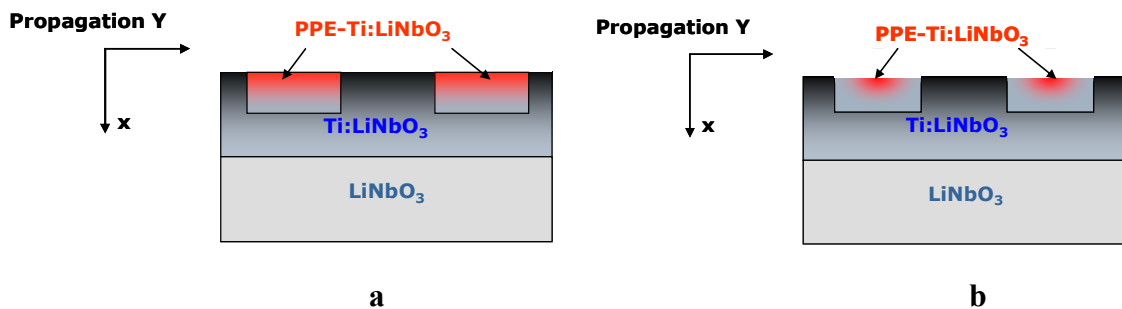 Propagation Y
PPE-Ti:LiNbO₃
x
Ti:LiNbO₃
LiNbO₃
a
Propagation Y
PPE-Ti:LiNbO₃
x
Ti:LiNbO₃
LiNbO₃
b